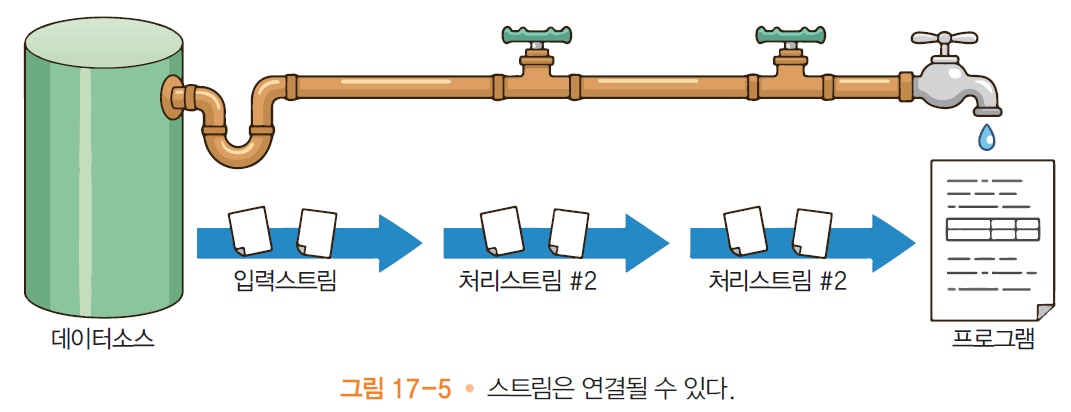 입력스트림
처리스트림 #2
처리스트림 #2
데이터소스
프로그램
그림 17-5 • 스트림은 연결될 수 있다.